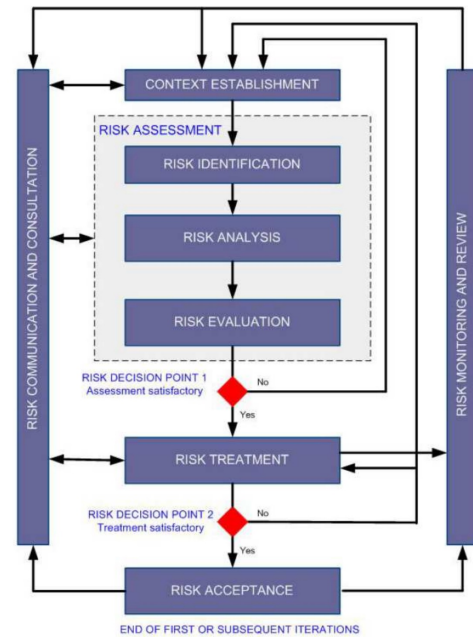 CONTEXT ESTABLISHMENT
RISK ASSESSMENT
RISK IDENTIFICATION
RISK ANALYSIS
RISK EVALUATION
RISK DECISION POINT 1
Assessment satisfactory
No
Yes
RISK TREATMENT
RISK DECISION POINT 2
Treatment satisfactory
No
Yes
RISK ACCEPTANCE
END OF FIRST OR SUBSEQUENT ITERATIONS
RISK COMMUNICATION AND CONSULTATION
RISK MONITORING AND REVIEW